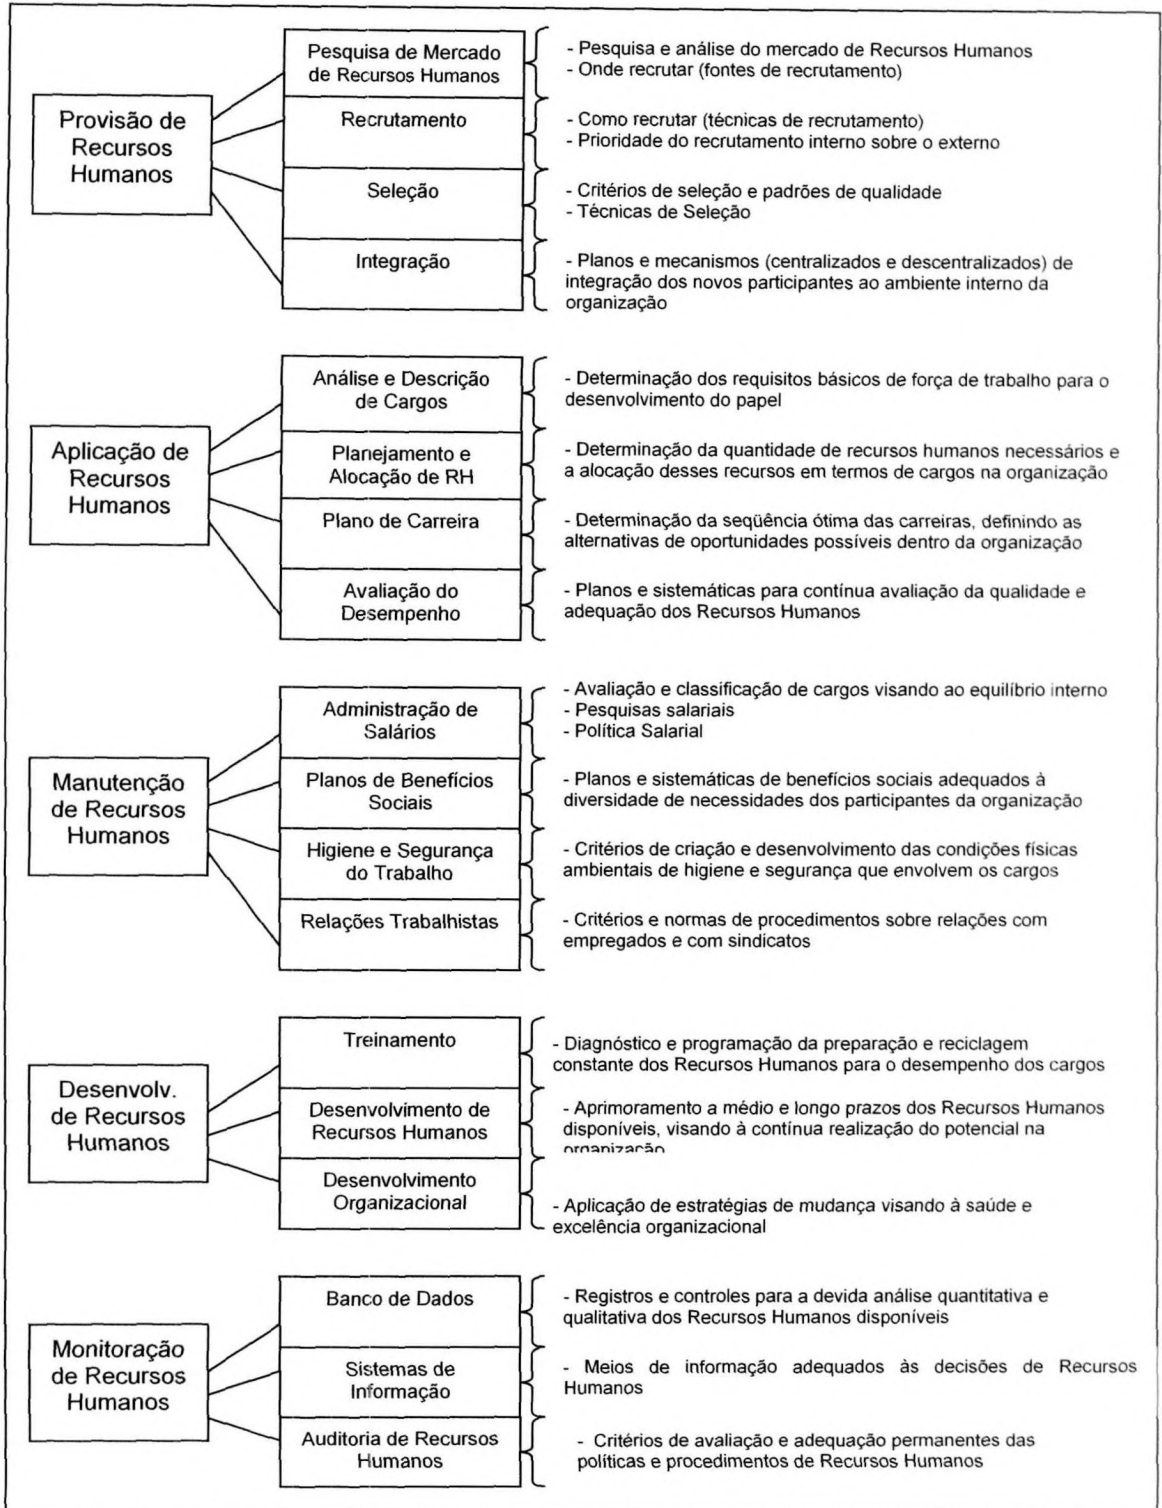 Provisão de
Recursos
Humanos
Pesquisa de Mercado
de Recursos Humanos
- Pesquisa e análise do mercado de Recursos Humanos
- Onde recrutar (fontes de recrutamento)
Recrutamento
- Como recrutar (técnicas de recrutamento)
- Prioridade do recrutamento interno sobre o externo
Seleção
- Critérios de seleção e padrões de qualidade
- Técnicas de Seleção
Integração
- Planos e mecanismos (centralizados e descentralizados) de
integração dos novos participantes ao ambiente interno da
organização
Aplicação de
Recursos
Humanos
Análise e Descrição
de Cargos
- Determinação dos requisitos básicos de força de trabalho para o
desenvolvimento do papel
Planejamento e
Alocação de RH
- Determinação da quantidade de recursos humanos necessários e
a alocação desses recursos em termos de cargos na organização
Plano de Carreira
- Determinação da seqüência ótima das carreiras, definindo as
alternativas de oportunidades possíveis dentro da organização
Avaliação do
Desempenho
- Planos e sistemáticas para contínua avaliação da qualidade e
adequação dos Recursos Humanos
Manutenção
de Recursos
Humanos
Administração de
Salários
- Avaliação e classificação de cargos visando ao equilíbrio interno
- Pesquisas salariais
- Política Salarial
Planos de Benefícios
Sociais
- Planos e sistemáticas de benefícios sociais adequados à
diversidade de necessidades dos participantes da organização
Higiene e Segurança
do Trabalho
- Critérios de criação e desenvolvimento das condições físicas
ambientais de higiene e segurança que envolvem os cargos
Relações Trabalhistas
- Critérios e normas de procedimentos sobre relações com
empregados e com sindicatos
Desenvolv.
de Recursos
Humanos
Treinamento
- Diagnóstico e programação da preparação e reciclagem
constante dos Recursos Humanos para o desempenho dos cargos
Desenvolvimento de
Recursos Humanos
- Aprimoramento a médio e longo prazos dos Recursos Humanos
disponíveis, visando à contínua realização do potencial na
organização
Desenvolvimento
Organizacional
- Aplicação de estratégias de mudança visando à saúde e
excelência organizacional
Monitoração
de Recursos
Humanos
Banco de Dados
- Registros e controles para a devida análise quantitativa e
qualitativa dos Recursos Humanos disponíveis
Sistemas de
Informação
- Meios de informação adequados às decisões de Recursos
Humanos
Auditoria de Recursos
Humanos
- Critérios de avaliação e adequação permanentes das
políticas e procedimentos de Recursos Humanos